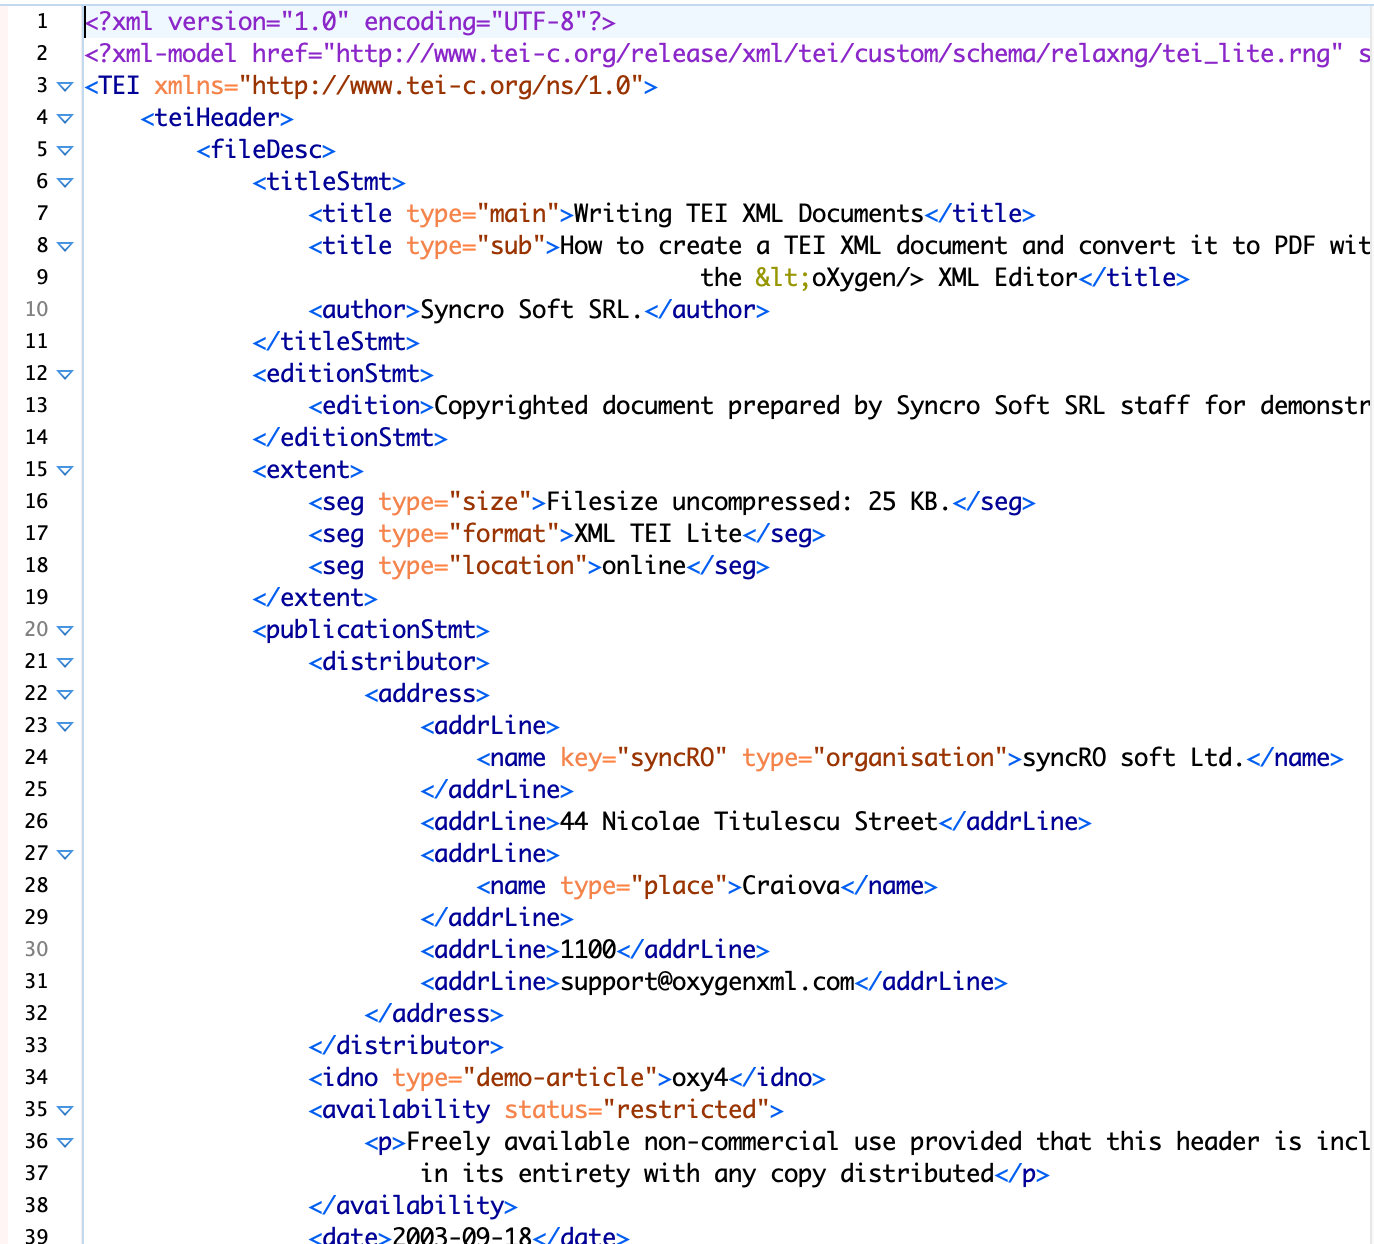 1 <?xml version="1.0" encoding="UTF-8"?>
2 <?xml-model href="http://www.tei-c.org/release/xml/tei/custom/schema/relaxng/tei_lite.rng" s
3 <TEI xmlns="http://www.tei-c.org/ns/1.0">
4 <teiHeader>
5 <fileDesc>
6 <titleStmt>
7 <title type="main">Writing TEI XML Documents</title>
8 <title type="sub">How to create a TEI XML document and convert it to PDF wit
9 the &lt;oXygen/> XML Editor</title>
10 <author>Syncro Soft SRL.</author>
11 </titleStmt>
12 <editionStmt>
13 <edition>Copyrighted document prepared by Syncro Soft SRL staff for demonstr
14 </editionStmt>
15 <extent>
16 <seg type="size">Filesize uncompressed: 25 KB.</seg>
17 <seg type="format">XML TEI Lite</seg>
18 <seg type="location">online</seg>
19 </extent>
20 <publicationStmt>
21 <distributor>
22 <address>
23 <addrLine>
24 <name key="syncRO" type="organisation">syncRO soft Ltd.</name>
25 </addrLine>
26 <addrLine>44 Nicolae Titulescu Street</addrLine>
27 <addrLine>
28 <name type="place">Craiova</name>
29 </addrLine>
30 <addrLine>1100</addrLine>
31 <addrLine>support@oxygenxml.com</addrLine>
32 </address>
33 </distributor>
34 <idno type="demo-article">oxy4</idno>
35 <availability status="restricted">
36 <p>Freely available non-commercial use provided that this header is incl
37 in its entirety with any copy distributed</p>
38 </availability>
39 <date>2003-09-18</date>